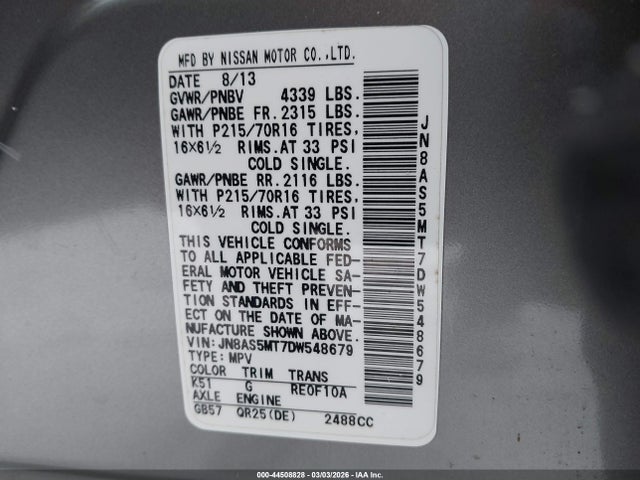 MFD BY NISSAN MOTOR CO.,LTD.
DATE 8/13
GVWR/PNBV 4339 LBS.
GAWR/PNBE FR. 2315 LBS.
WITH P215/70R16 TIRES,
16×6½ RIMS.AT 33 PSI
COLD SINGLE.
GAWR/PNBE RR. 2116 LBS.
WITH P215/70R16 TIRES,
16×6½ RIMS.AT 33 PSI
COLD SINGLE.
THIS VEHICLE CONFORMS
TO ALL APPLICABLE FED-
ERAL MOTOR VEHICLE SA-
FETY AND THEFT PREVEN-
TION STANDARDS IN EFF-
ECT ON THE DATE OF MA-
NUFACTURE SHOWN ABOVE.
VIN: JN8AS5MT7DW548679
TYPE: MPV
COLOR TRIM TRANS
K51 G RE0F10A
AXLE ENGINE
GB57 QR25(DE) 2488CC
JN8AS5MT7DW548679
000-44508828 | 03/03/2026 - IAA Inc.